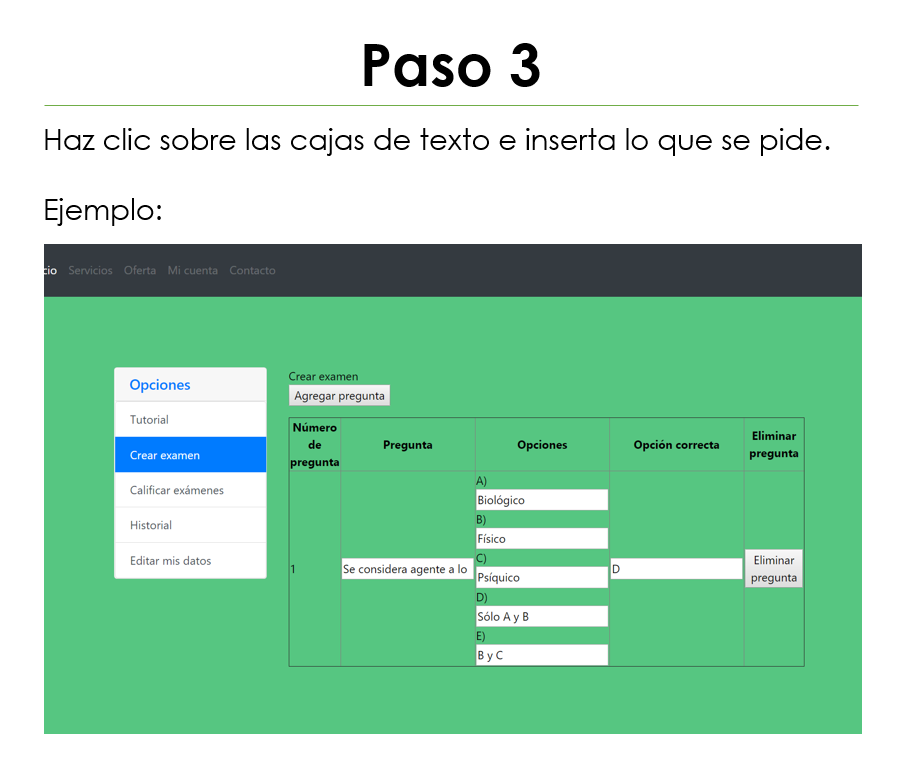 Paso 3
Haz clic sobre las cajas de texto e inserta lo que se pide.
Ejemplo:
cio Servicios Oferta Mi cuenta Contacto
Opciones
Tutorial
Crear examen
Calificar exámenes
Historial
Editar mis datos
Crear examen
Agregar pregunta
Número de pregunta Pregunta Opciones Opción correcta Eliminar pregunta
1
Se considera agente a lo
A)
Biológico
B)
Físico
C)
Psíquico
D)
Sólo A y B
E)
B y C
D
Eliminar
pregunta